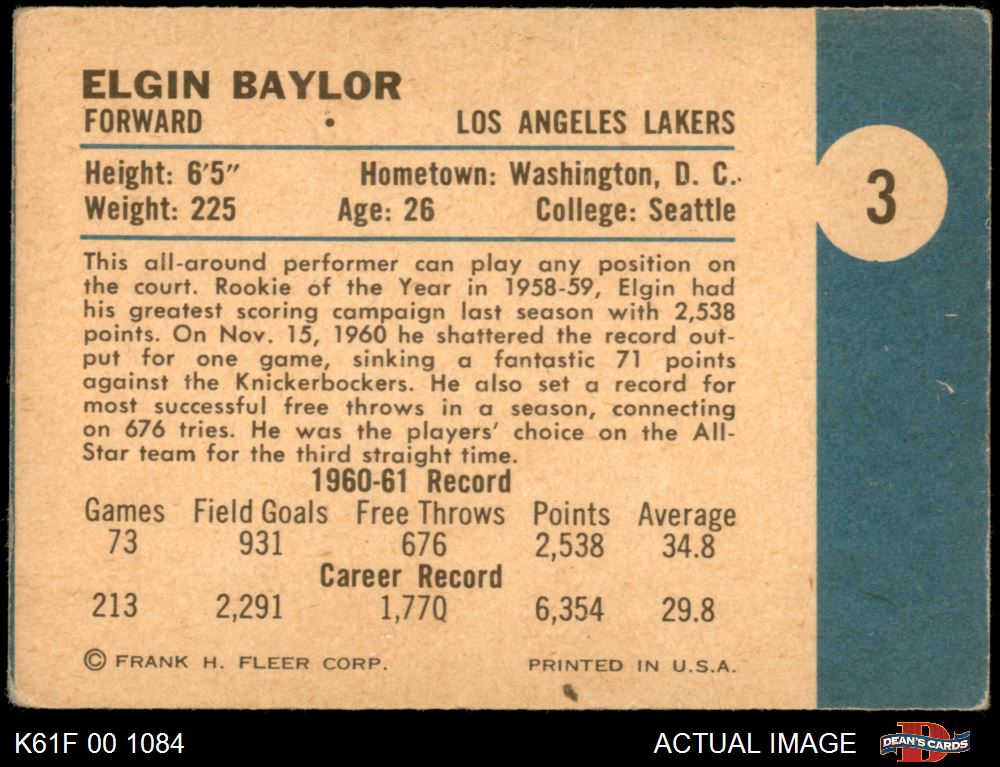 ELGIN BAYLOR
FORWARD • LOS ANGELES LAKERS
3
Height: 6'5" Hometown: Washington, D. C.
Weight: 225 Age: 26 College: Seattle
This all-around performer can play any position on
the court. Rookie of the Year in 1958-59, Elgin had
his greatest scoring campaign last season with 2,538
points. On Nov. 15, 1960 he shattered the record out-
put for one game, sinking a fantastic 71 points
against the Knickerbockers. He also set a record for
most successful free throws in a season, connecting
on 676 tries. He was the players' choice on the All-
Star team for the third straight time.
1960-61 Record
Games Field Goals Free Throws Points Average
73 931 676 2,538 34.8
Career Record
213 2,291 1,770 6,354 29.8
© FRANK H. FLEER CORP. PRINTED IN U.S.A.
K61F 00 1084 ACTUAL IMAGE D DEAN'S CARDS